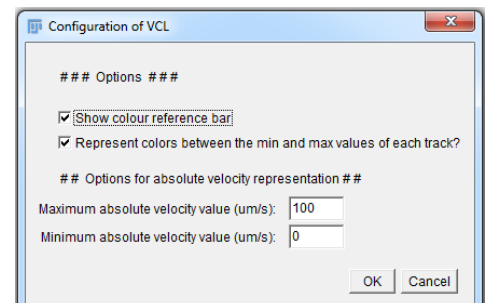 Configuration of VCL
x
### Options ###
Show colour reference bar
Represent colors between the min and max values of each track?
## Options for absolute velocity representation ##
Maximum absolute velocity value (um/s): 100
Minimum absolute velocity value (um/s): 0
OK Cancel